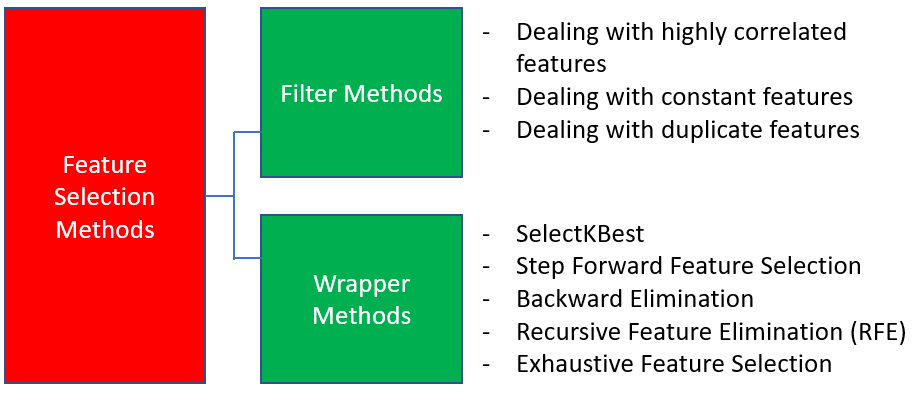 Feature
Selection
Methods
Filter Methods
- Dealing with highly correlated
features
- Dealing with constant features
- Dealing with duplicate features
Wrapper
Methods
- SelectKBest
- Step Forward Feature Selection
- Backward Elimination
- Recursive Feature Elimination (RFE)
- Exhaustive Feature Selection